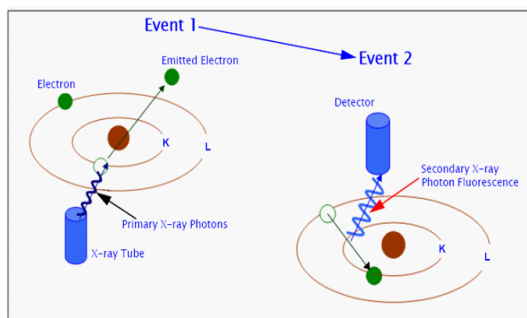 Event 1
Event 2
Emitted Electron
Electron
K
L
Primary X-ray Photons
X-ray Tube
Detector
Secondary X-ray
Photon Fluorescence
K
L